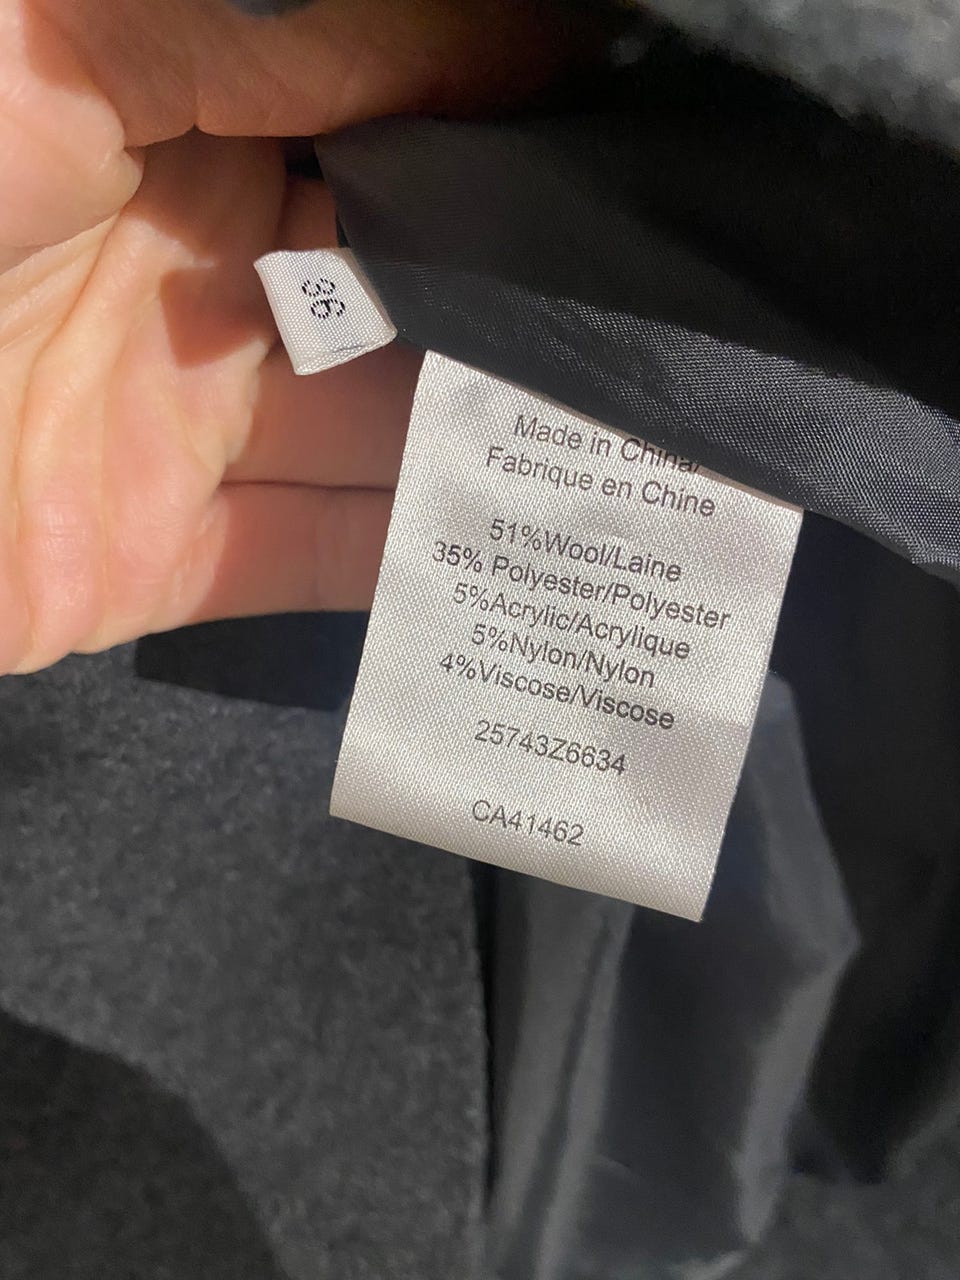 36
Made in China/
Fabrique en Chine
51%Wool/Laine
35% Polyester/Polyester
5%Acrylic/Acrylique
5%Nylon/Nylon
4%Viscose/Viscose
25743Z6634
CA41462